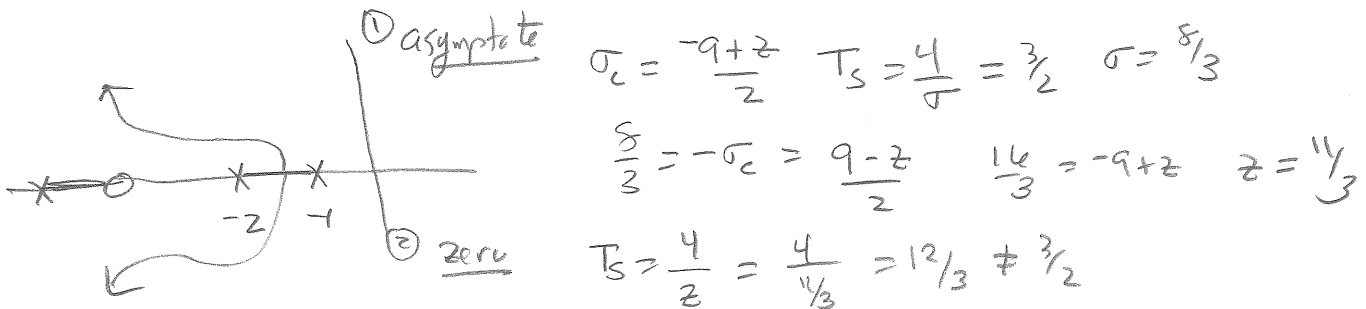 ① asymptote
σc = -9+z/2 Ts = 4/σ = 3/2 σ = 8/3
8/3 = -σc = 9-z/2 16/3 = -9+z z = 11/3
-2 -1
② zero Ts = 4/z = 4/11/3 = 12/3 ≠ 3/2